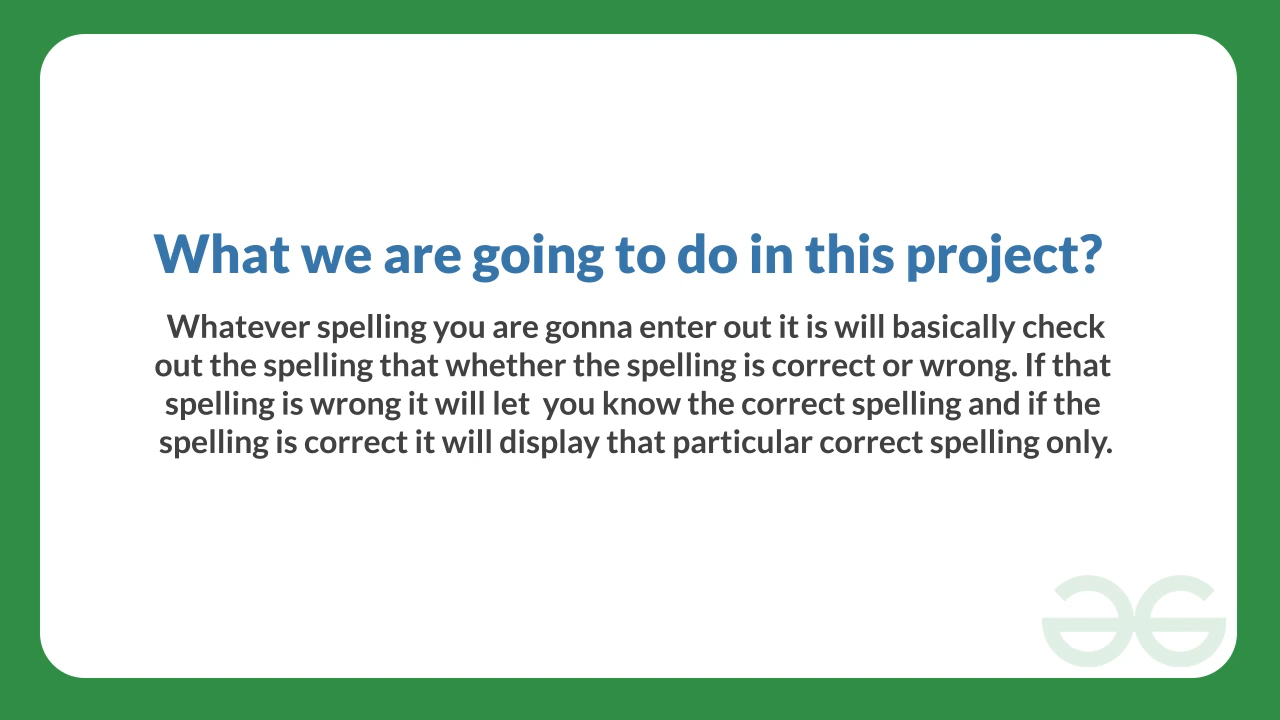 What we are going to do in this project?
Whatever spelling you are gonna enter out it is will basically check
out the spelling that whether the spelling is correct or wrong. If that
spelling is wrong it will let  you know the correct spelling and if the
spelling is correct it will display that particular correct spelling only.